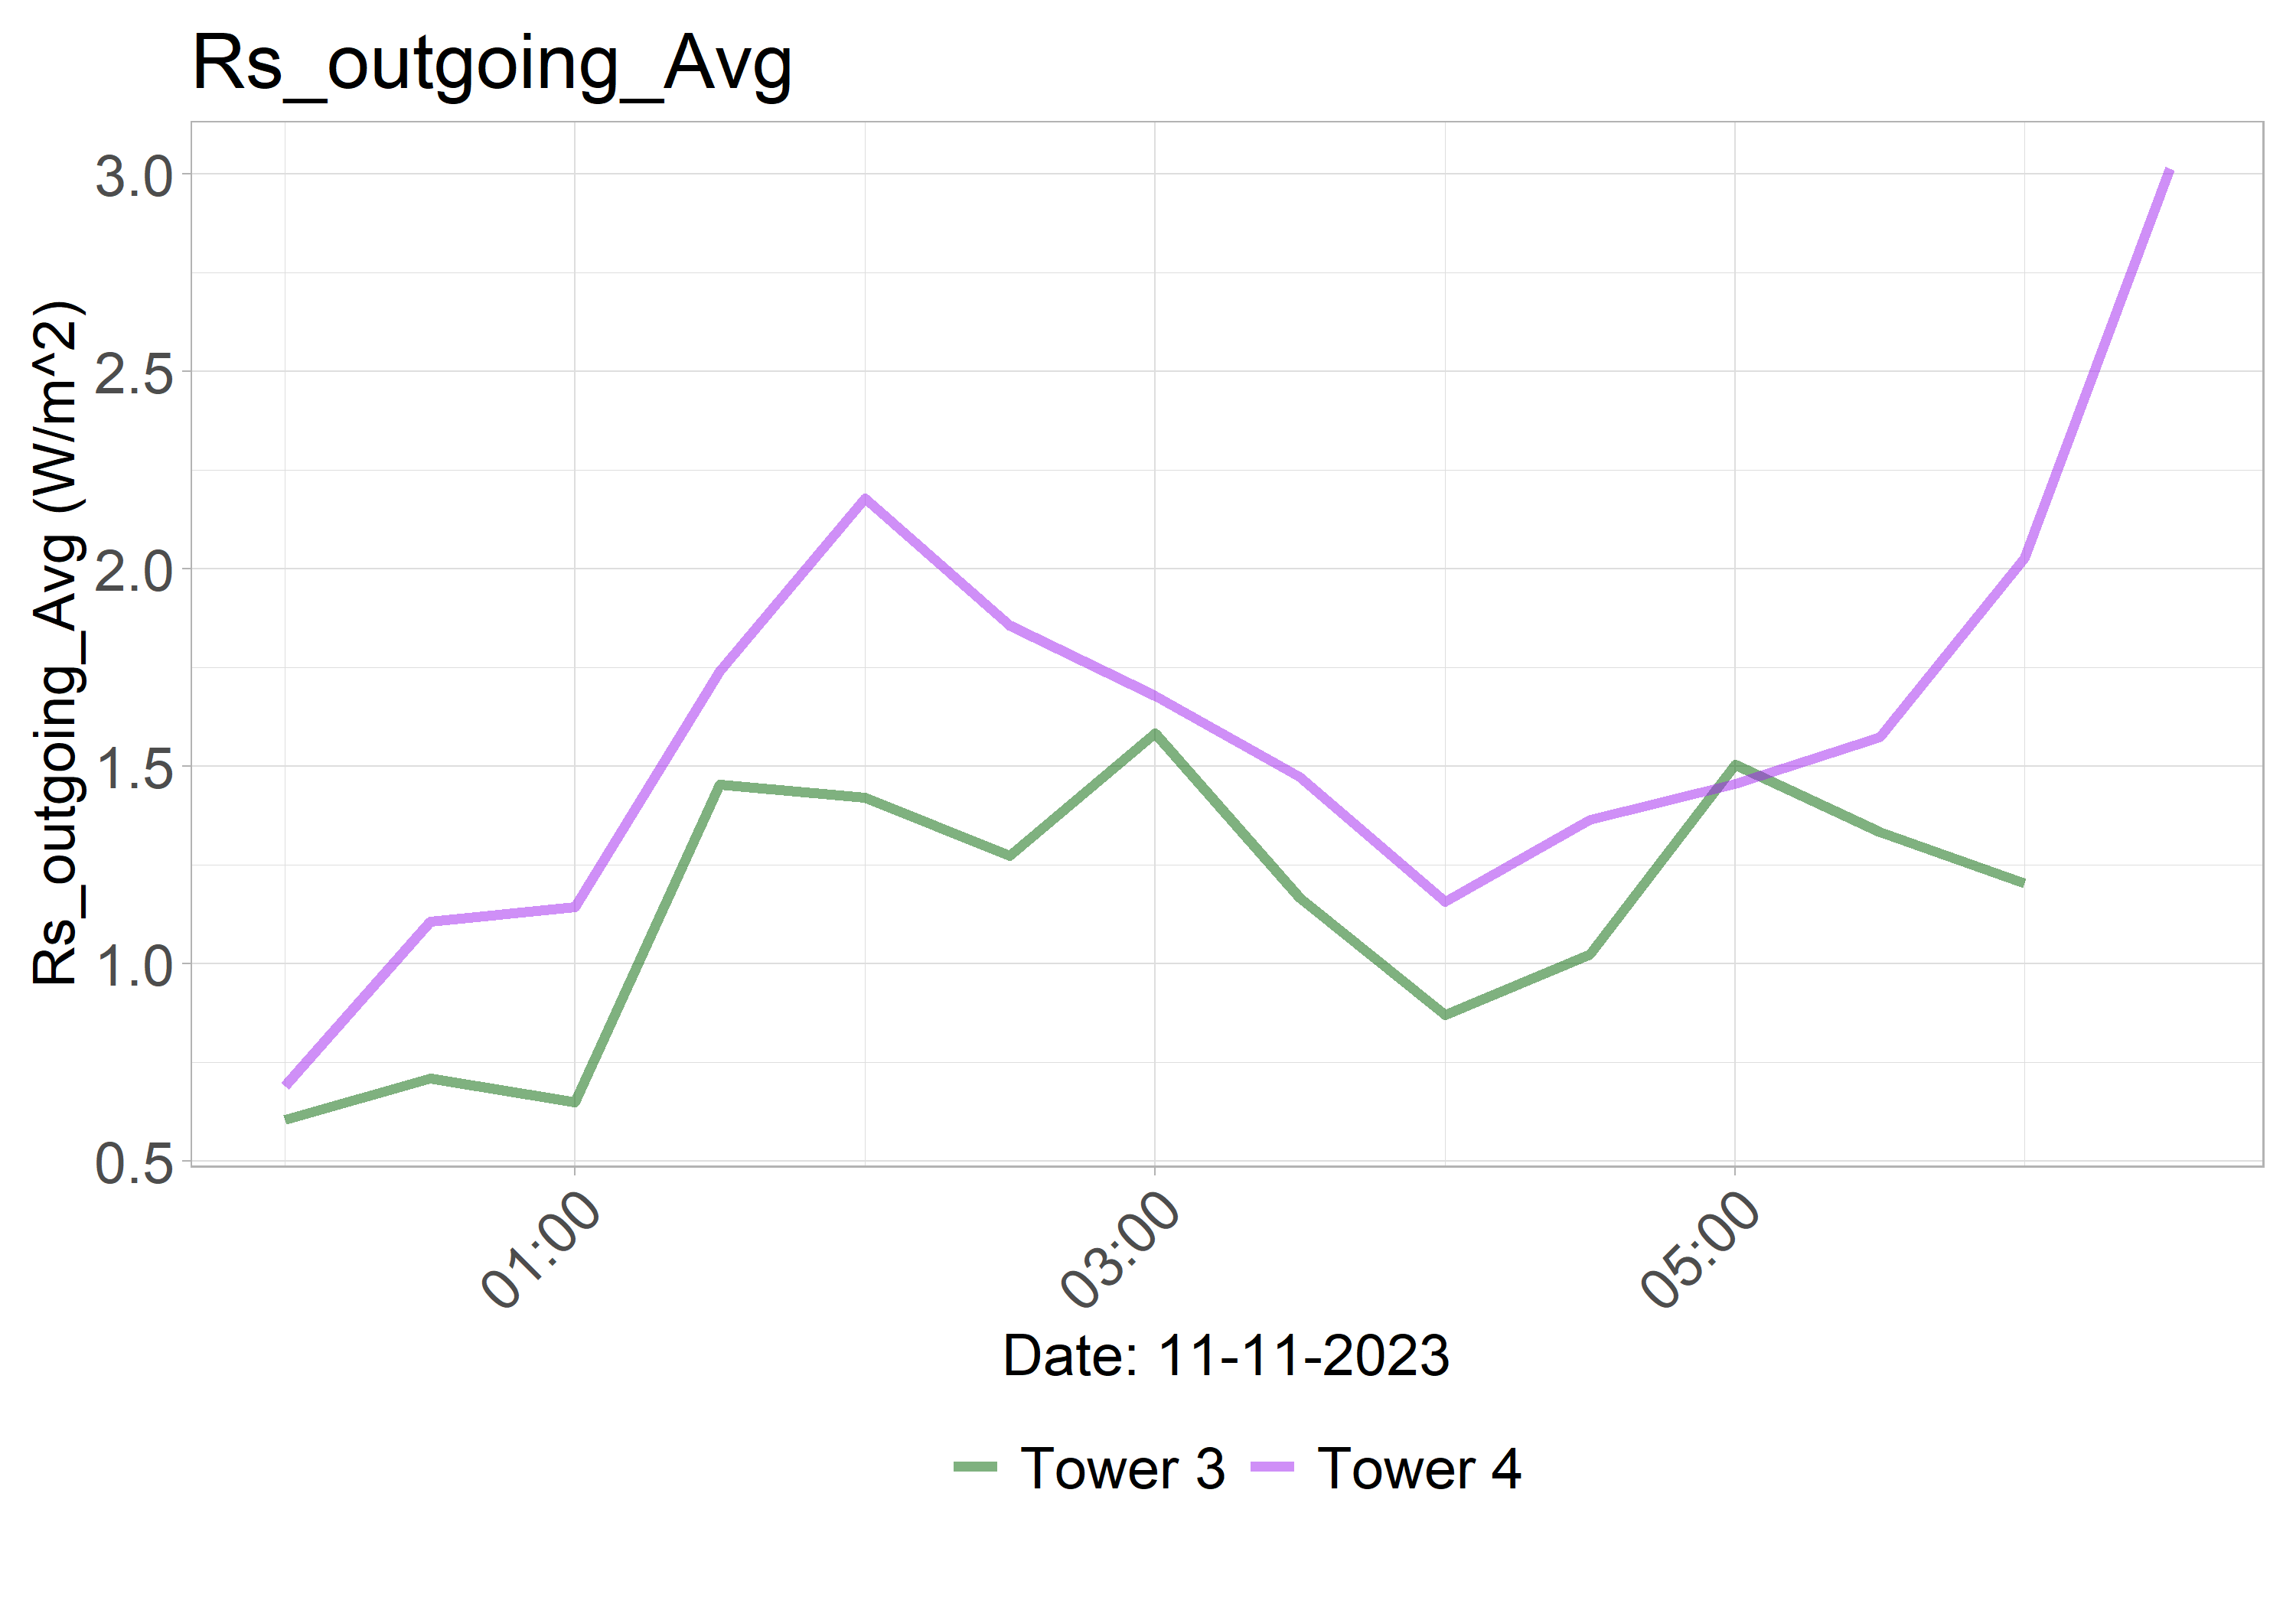 Rs_outgoing_Avg
Rs_outgoing_Avg (W/m^2)
3.0
2.5
2.0
1.5
1.0
0.5
01:00
03:00
05:00
Date: 11-11-2023
Tower 3
Tower 4